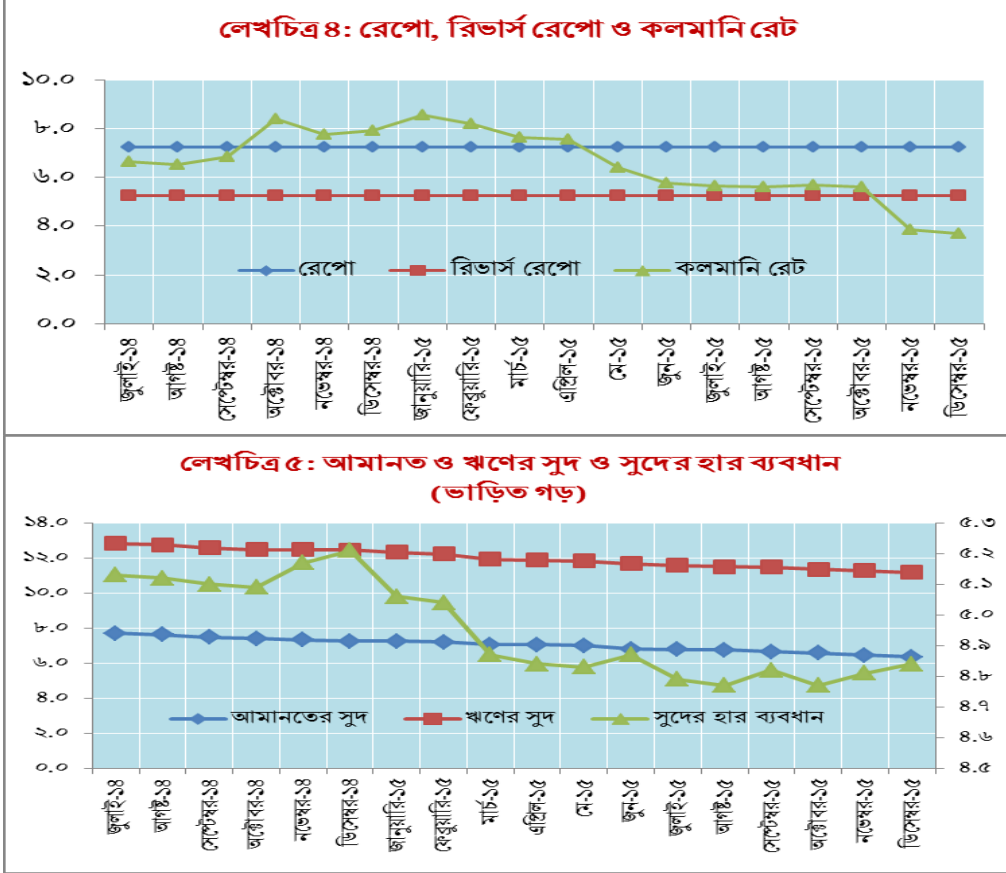 লেখচিত্র ৪: রেপো, রিভার্স রেপো ও কলমানি রেট
১০.০
৮.০
৬.০
৪.০
২.০
০.০
রেপো রিভার্স রেপো কলমানি রেট
জুলাই-১৪ আগষ্ট-১৪ সেপ্টেম্বর-১৪ অক্টোবর-১৪ নভেম্বর-১৪ ডিসেম্বর-১৪ জানুয়ারি-১৫ ফেব্রুয়ারি-১৫ মার্চ-১৫ এপ্রিল-১৫ মে-১৫ জুন-১৫ জুলাই-১৫ আগষ্ট-১৫ সেপ্টেম্বর-১৫ অক্টোবর-১৫ নভেম্বর-১৫ ডিসেম্বর-১৫
লেখচিত্র ৫: আমানত ও ঋণের সুদ ও সুদের হার ব্যবধান
(ভাড়িত গড়)
১৪.০ ৫.৩
১২.০ ৫.২
১০.০ ৫.১
৮.০ ৫.০
৬.০ ৪.৯
৪.০ ৪.৮
২.০ ৪.৭
০.০ ৪.৬
৪.৫
আমানতের সুদ ঋণের সুদ সুদের হার ব্যবধান
জুলাই-১৪ আগষ্ট-১৪ সেপ্টেম্বর-১৪ অক্টোবর-১৪ নভেম্বর-১৪ ডিসেম্বর-১৪ জানুয়ারি-১৫ ফেব্রুয়ারি-১৫ মার্চ-১৫ এপ্রিল-১৫ মে-১৫ জুন-১৫ জুলাই-১৫ আগষ্ট-১৫ সেপ্টেম্বর-১৫ অক্টোবর-১৫ নভেম্বর-১৫ ডিসেম্বর-১৫